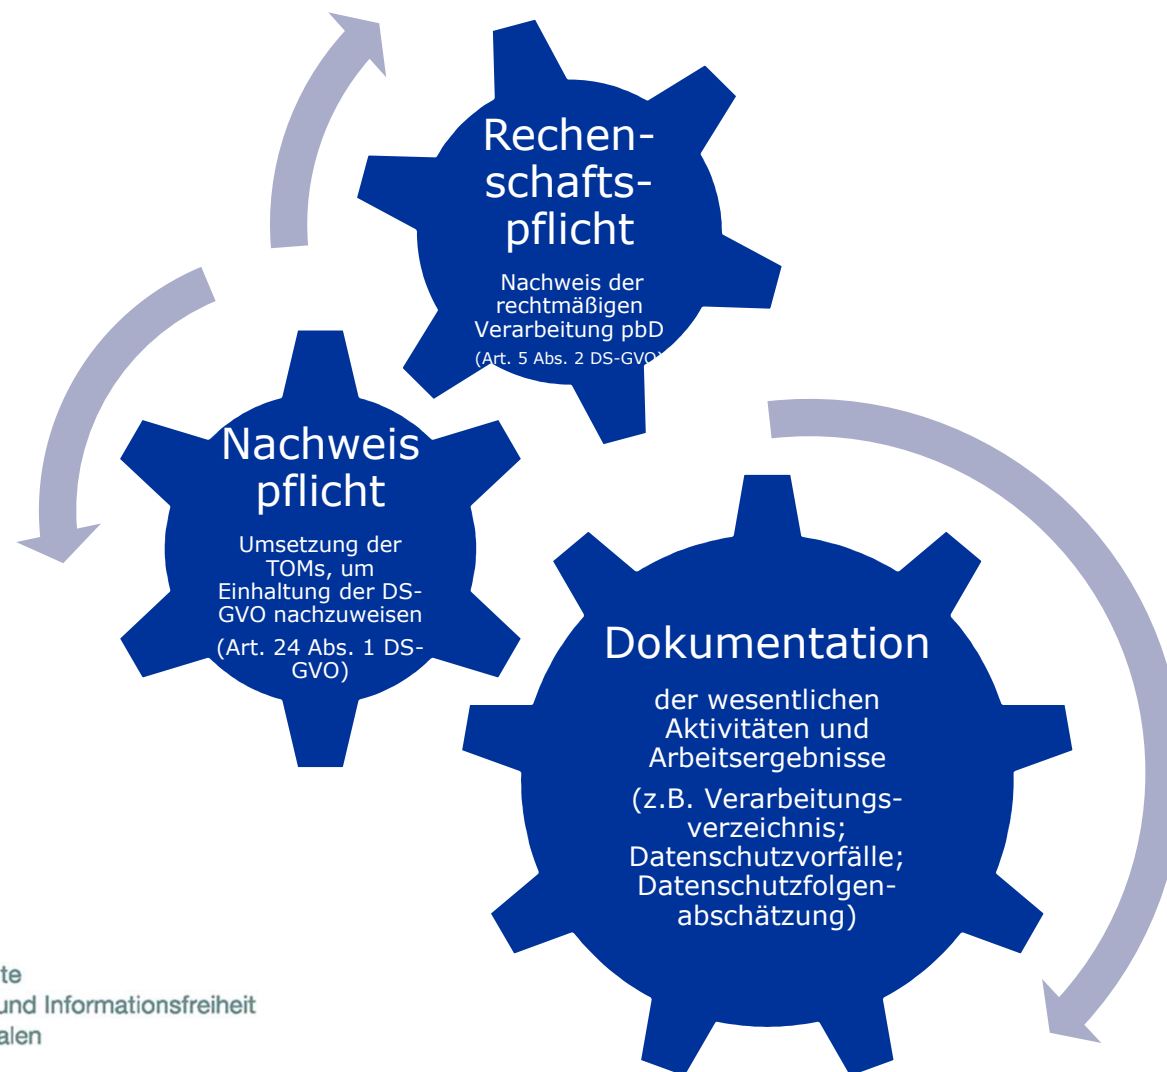 Rechen-
schafts-
pflicht
Nachweis der
rechtmäßigen
Verarbeitung pbD
(Art. 5 Abs. 2 DS-GVO)
Nachweis
pflicht
Umsetzung der
TOMs, um
Einhaltung der DS-
GVO nachzuweisen
(Art. 24 Abs. 1 DS-
GVO)
Dokumentation
der wesentlichen
Aktivitäten und
Arbeitsergebnisse
(z.B. Verarbeitungs-
verzeichnis;
Datenschutzvorfälle;
Datenschutzfolgen-
abschätzung)
te
und Informationsfreiheit
alen